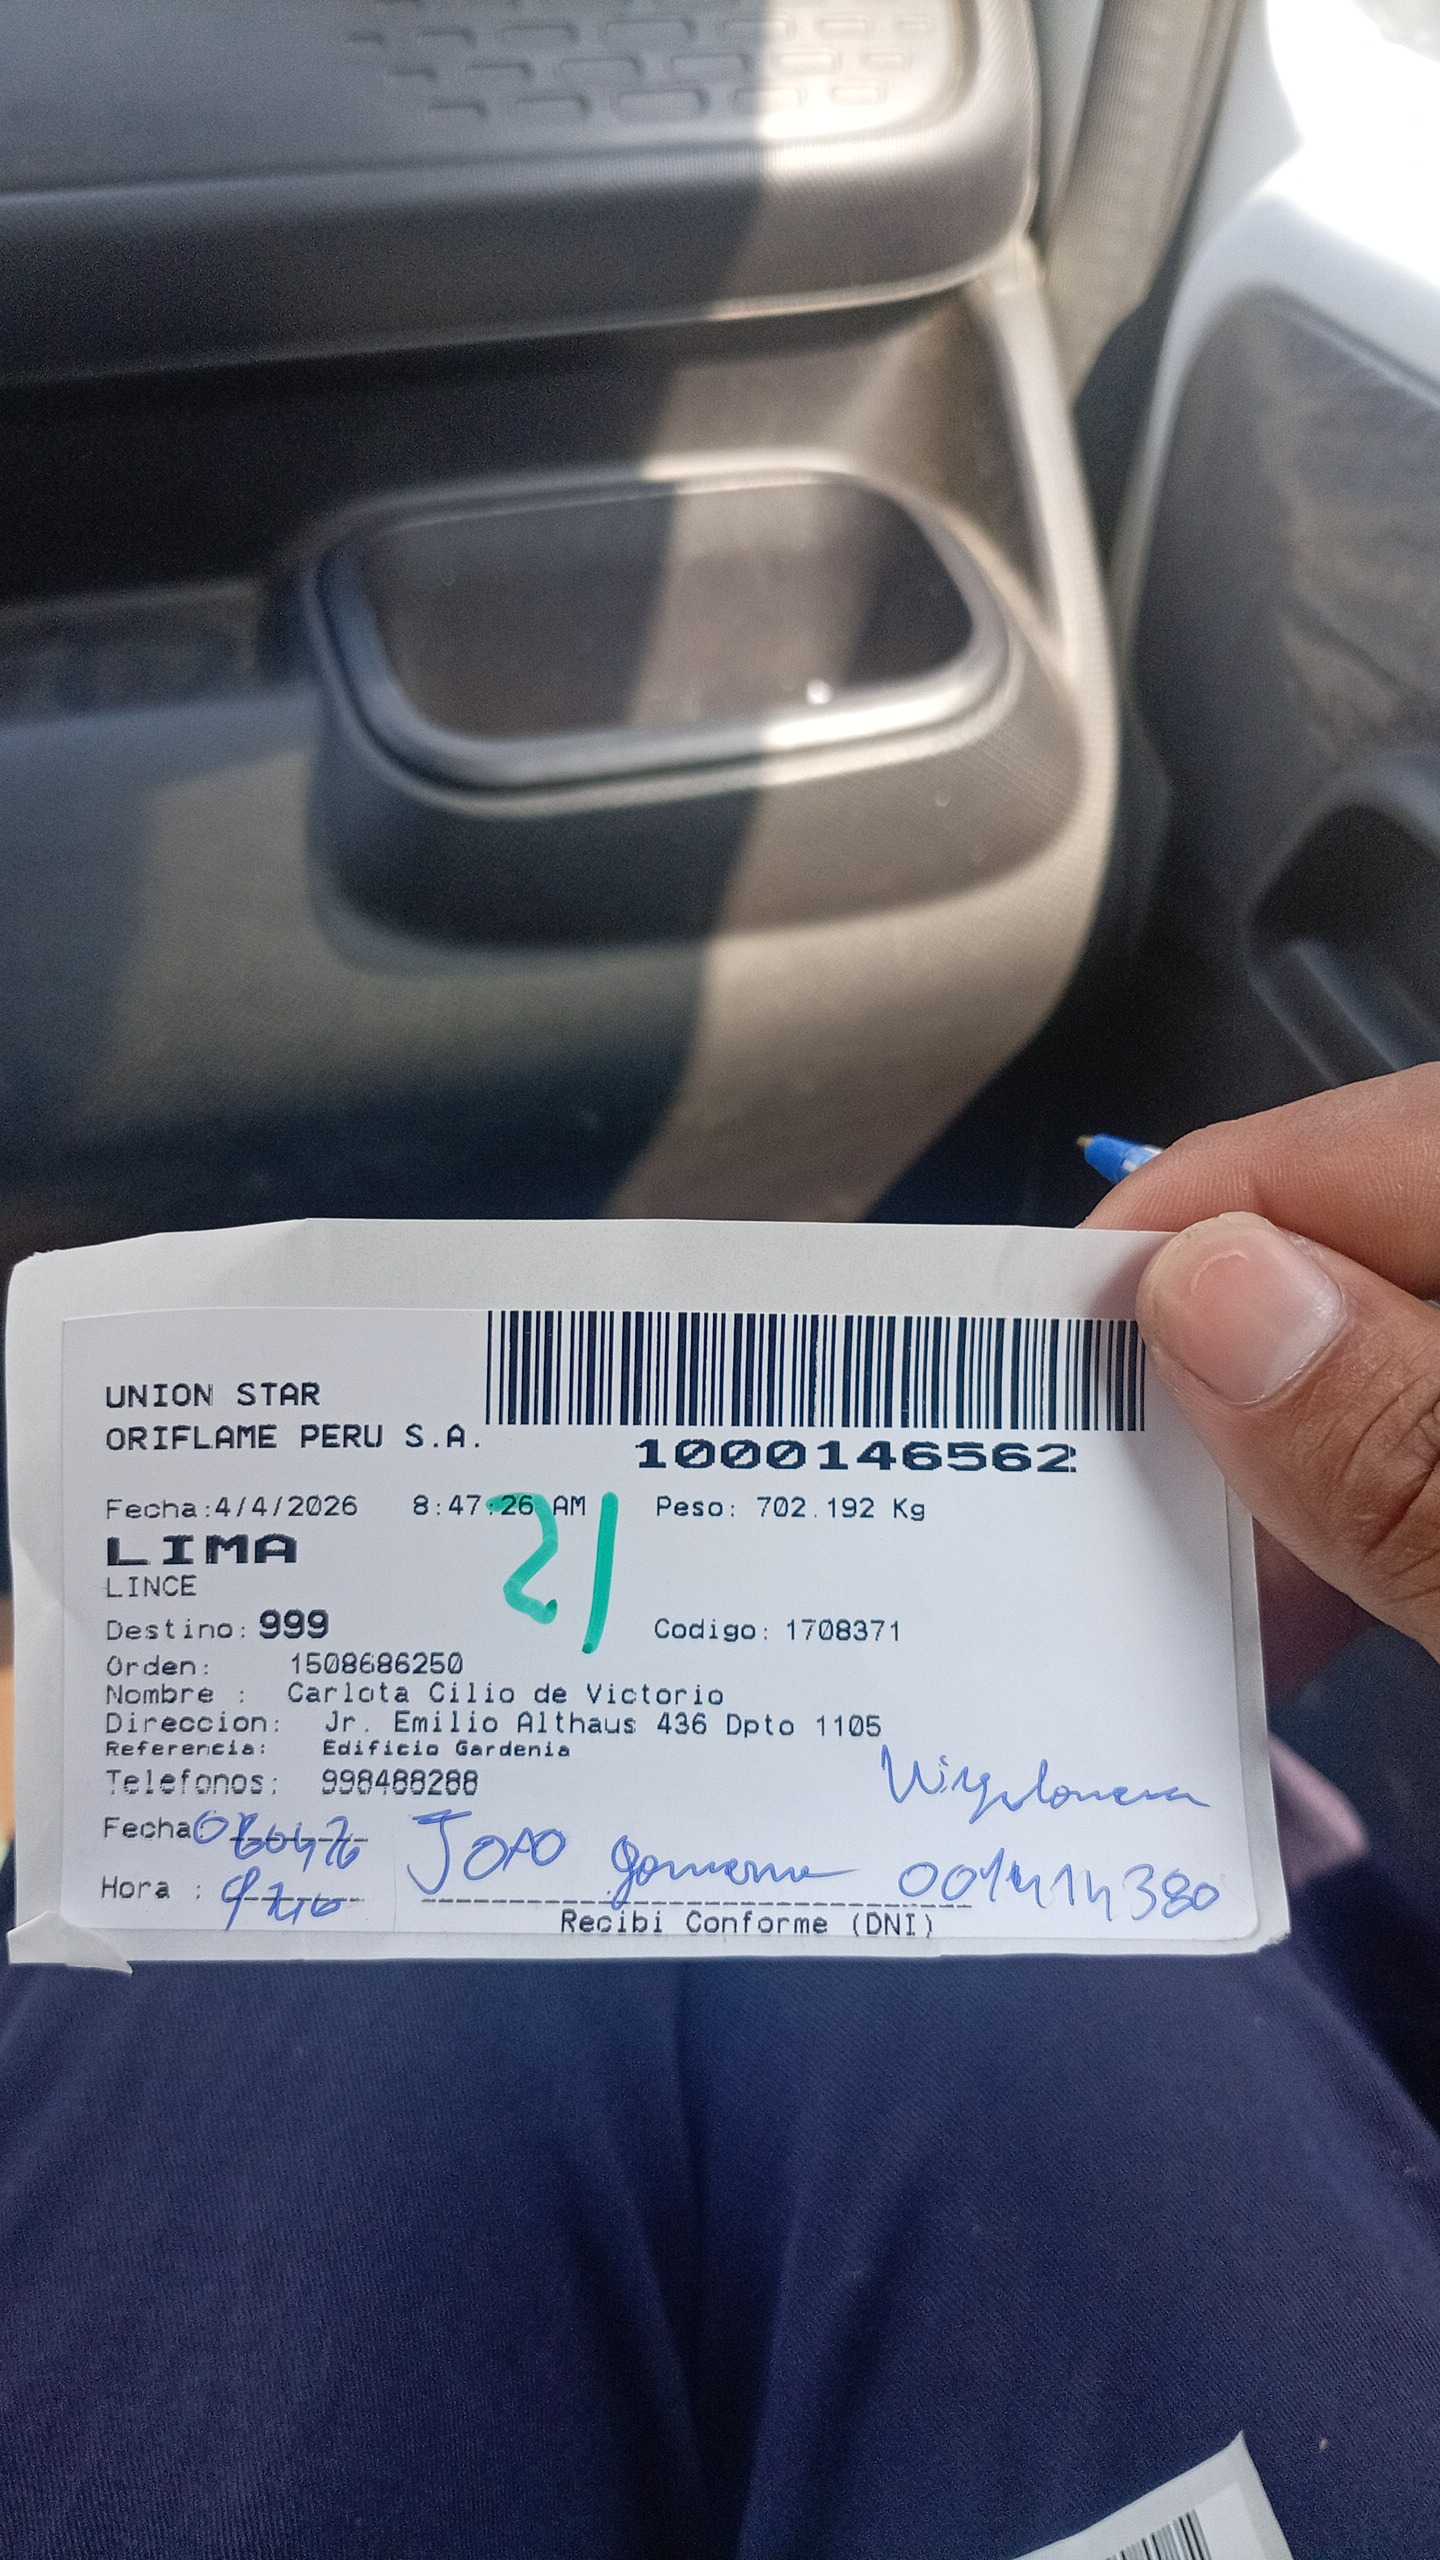 UNION STAR
ORIFLAME PERU S.A.
1000146562
Fecha:4/4/2026 8:47:26 AM Peso: 702.192 Kg
21
LIMA
LINCE
Destino: 999 Codigo: 1708371
Orden: 1508686250
Nombre : Carlota Cilio de Victorio
Direccion: Jr. Emilio Althaus 436 Dpto 1105
Referencia: Edificio Gardenia
Telefonos: 998488288
Fecha:
JOAO
Hora :
Recibi Conforme (DNI)